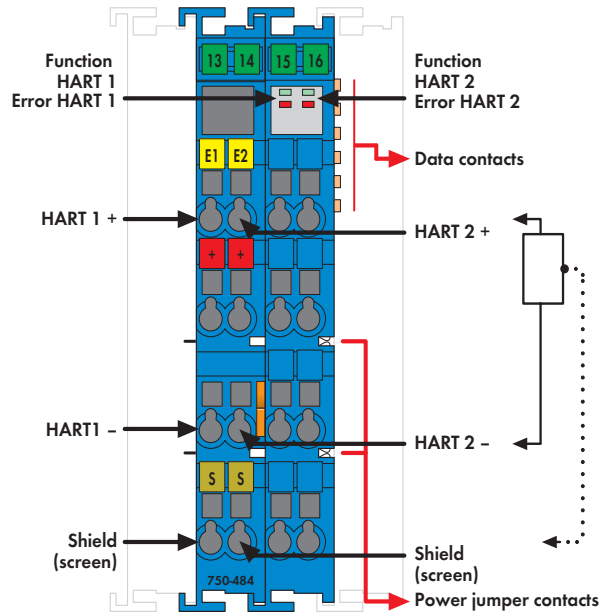 13 14 15 16
Function
HART 1
Error HART 1
Function
HART 2
Error HART 2
Data contacts
E1 E2
HART 1 +
HART 2 +
+ +
HART1 –
HART 2 –
S S
Shield
(screen)
Shield
(screen)
750-484
Power jumper contacts